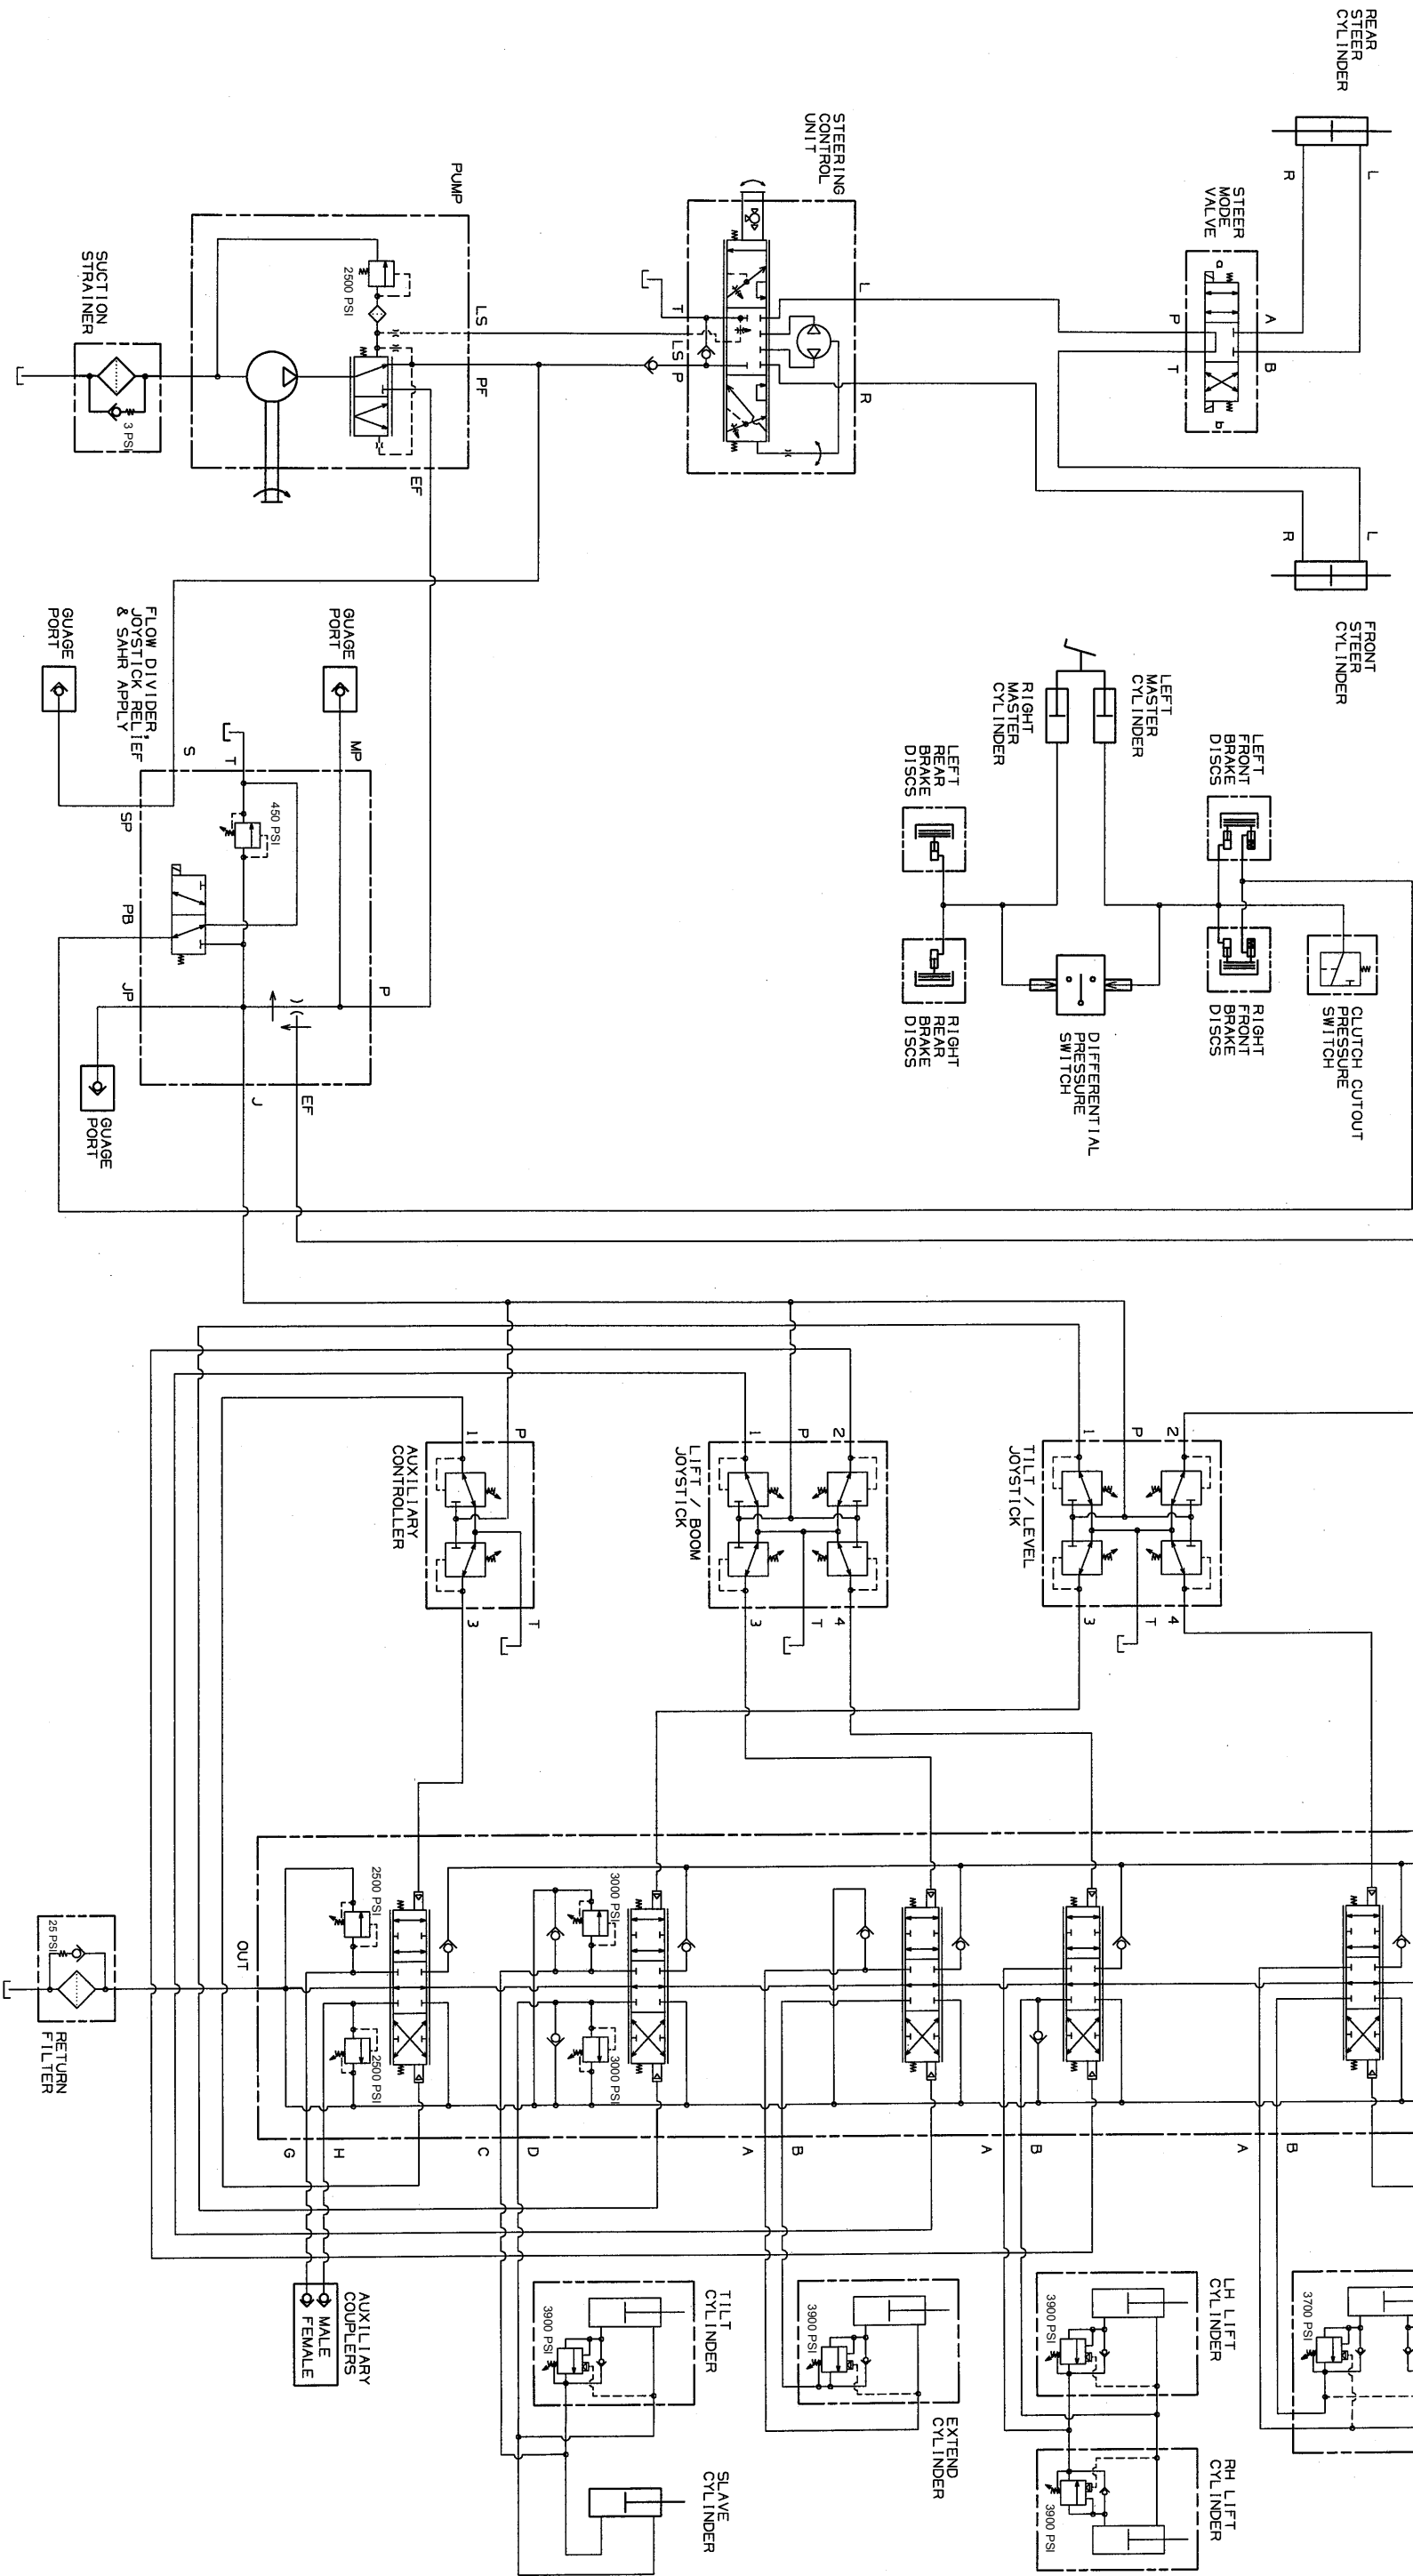 REAR
STEER
CYLINDER
L
R
STEER
MODE
VALVE
a
A
B
P
T
b
L
R
FRONT
STEER
CYLINDER
STEERING
CONTROL
UNIT
L
T
LS
P
R
PUMP
2500 PSI
LS
PF
EF
SUCTION
STRAINER
3 PSI
LEFT
MASTER
CYLINDER
RIGHT
MASTER
CYLINDER
LEFT
FRONT
BRAKE
DISCS
LEFT
REAR
BRAKE
DISCS
RIGHT
FRONT
BRAKE
DISCS
RIGHT
REAR
BRAKE
DISCS
CLUTCH CUTOUT
PRESSURE
SWITCH
DIFFERENTIAL
PRESSURE
SWITCH
GUAGE
PORT
GUAGE
PORT
FLOW DIVIDER,
JOYSTICK RELIEF
& SAHR APPLY
S
T
MP
SP
450 PSI
PB
JP
P
J
EF
GUAGE
PORT
TILT / LEVEL
JOYSTICK
1
P
2
3
T
4
LIFT / BOOM
JOYSTICK
1
P
2
3
T
4
AUXILIARY
CONTROLLER
1
P
3
T
2500 PSI
2500 PSI
3000 PSI
3000 PSI
OUT
25 PSI
RETURN
FILTER
G
H
C
D
A
B
A
B
A
B
AUXILIARY
COUPLERS
MALE
FEMALE
TILT
CYLINDER
3900 PSI
3900 PSI
EXTEND
CYLINDER
LH LIFT
CYLINDER
3900 PSI
RH LIFT
CYLINDER
3900 PSI
3700 PSI
SLAVE
CYLINDER